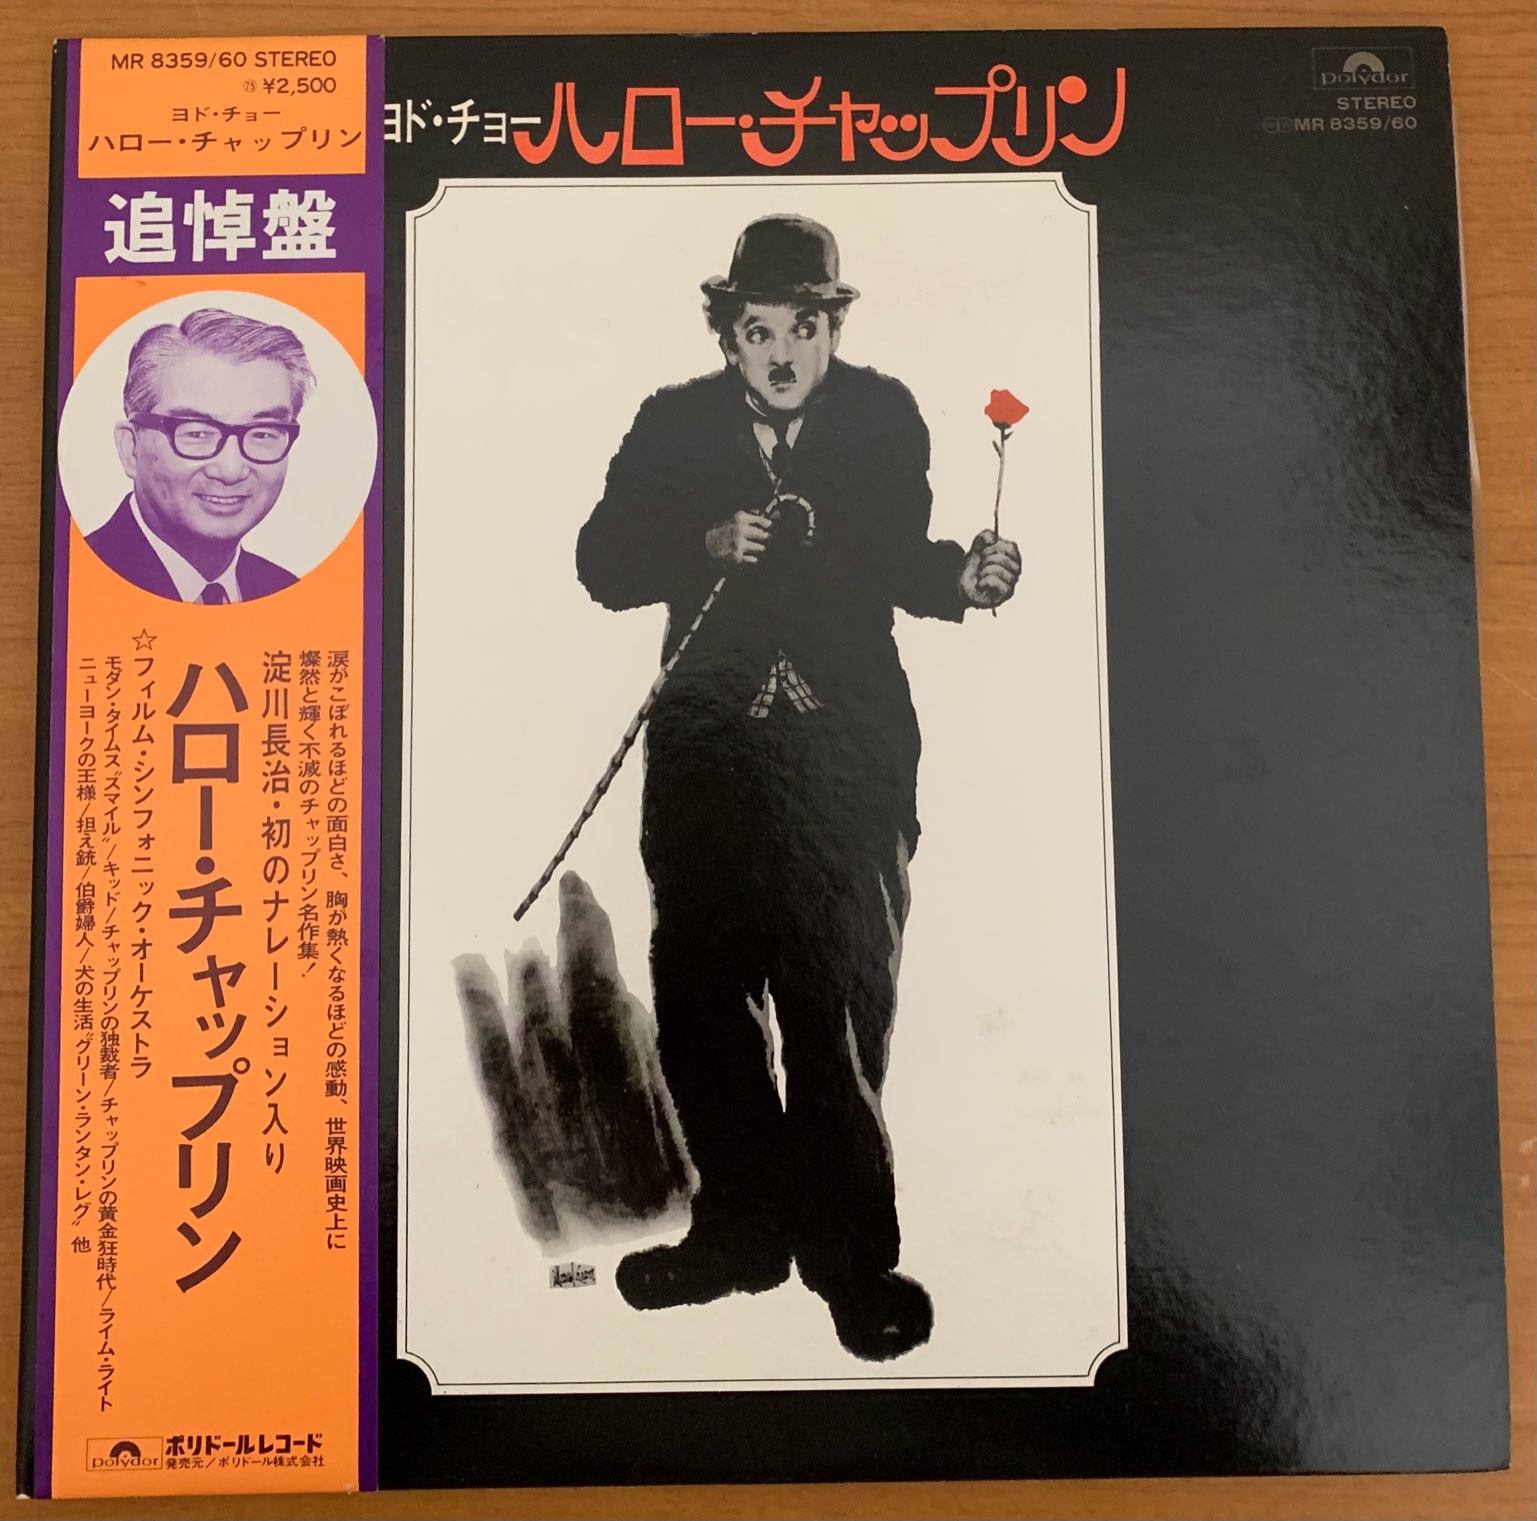 MR 8359/60 STEREO
㊆ ¥2,500
ヨド・チョー
ハロー・チャップリン
追悼盤
涙がこぼれるほどの面白さ、胸が熱くなるほどの感動、世界映画史上に
燦然と輝く不滅のチャップリン名作集!
淀川長治・初のナレーション入り
ハロー・チャップリン
☆フィルム・シンフォニック・オーケストラ
モダン・タイムス〝スマイル〟/キッド/チャップリンの独裁者/チャップリンの黄金狂時代/ライム・ライト
ニューヨークの王様/担え銃/伯爵婦人/犬の生活〝グリーン・ランタン・レグ〟 他
polydor
ポリドールレコード
発売元/ポリドール株式会社
ヨド・チョー ハロー・チャップリン
polydor
STEREO
MR 8359/60